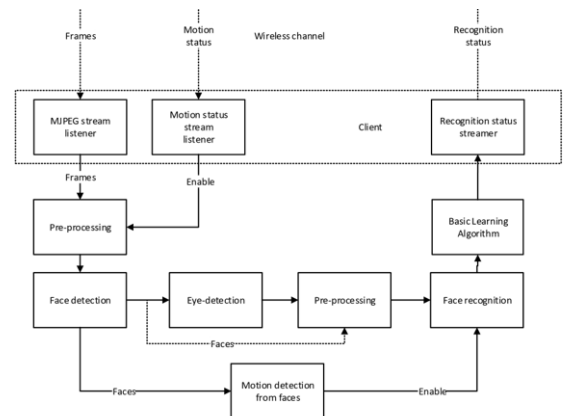 Frames
Motion
status
Wireless channel
Recognition
status
MJPEG stream
listener
Motion status
stream
listener
Client
Recognition status
streamer
Frames
Enable
Pre-processing
Basic Learning
Algorithm
Face detection
Eye-detection
Pre-processing
Face recognition
Faces
Faces
Motion detection
from faces
Enable